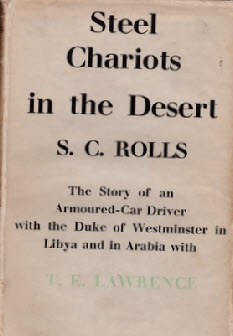 Steel
Chariots
in the Desert
S. C. ROLLS
The Story of an
Armoured-Car Driver
with the Duke of Westminster in
Libya and in Arabia with
T. E. LAWRENCE